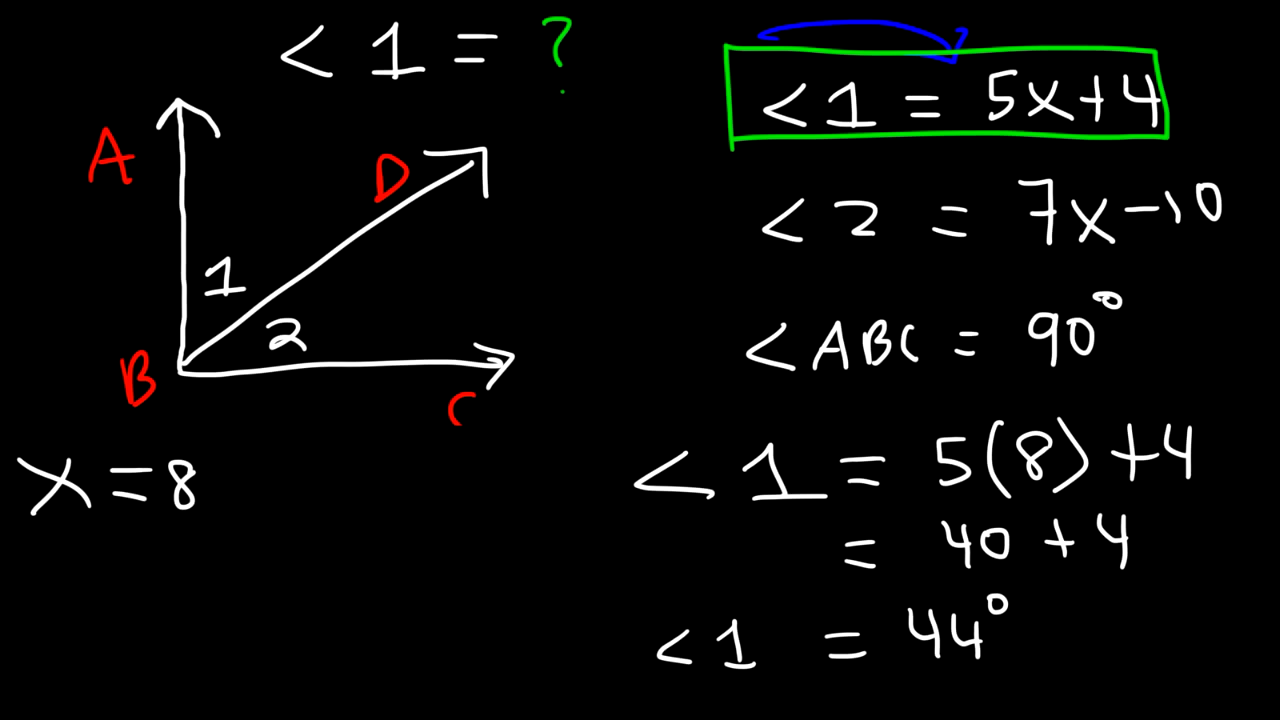 < 1 = ?
A
D
1
2
B
C
x = 8
< 1 = 5x + 4
< 2 = 7x - 10
< ABC = 90°
< 1 = 5(8) + 4
= 40 + 4
< 1 = 44°